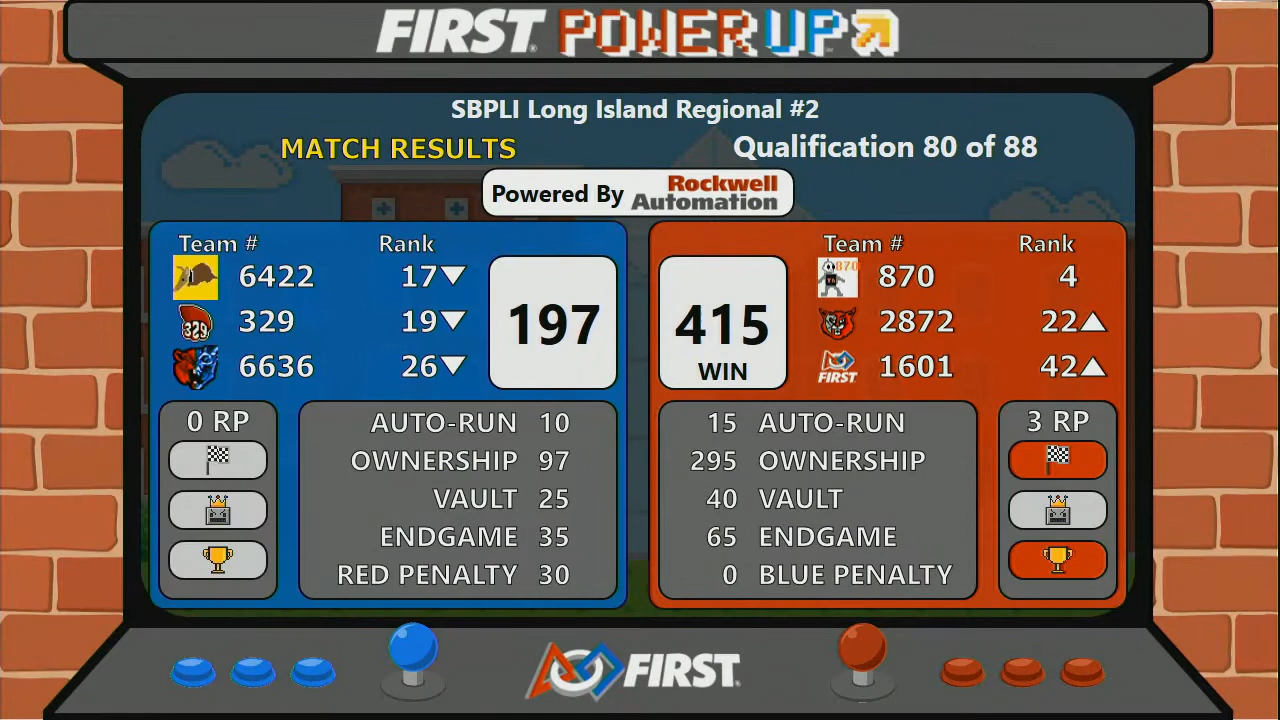 FIRST POWER UP
SBPLI Long Island Regional #2
MATCH RESULTS
Qualification 80 of 88
Powered By Rockwell Automation
Team # Rank
6422 17
329 19
6636 26
197
415
WIN
Team # Rank
870 4
2872 22
1601 42
0 RP
AUTO-RUN 10
OWNERSHIP 97
VAULT 25
ENDGAME 35
RED PENALTY 30
15 AUTO-RUN
295 OWNERSHIP
40 VAULT
65 ENDGAME
0 BLUE PENALTY
3 RP
FIRST